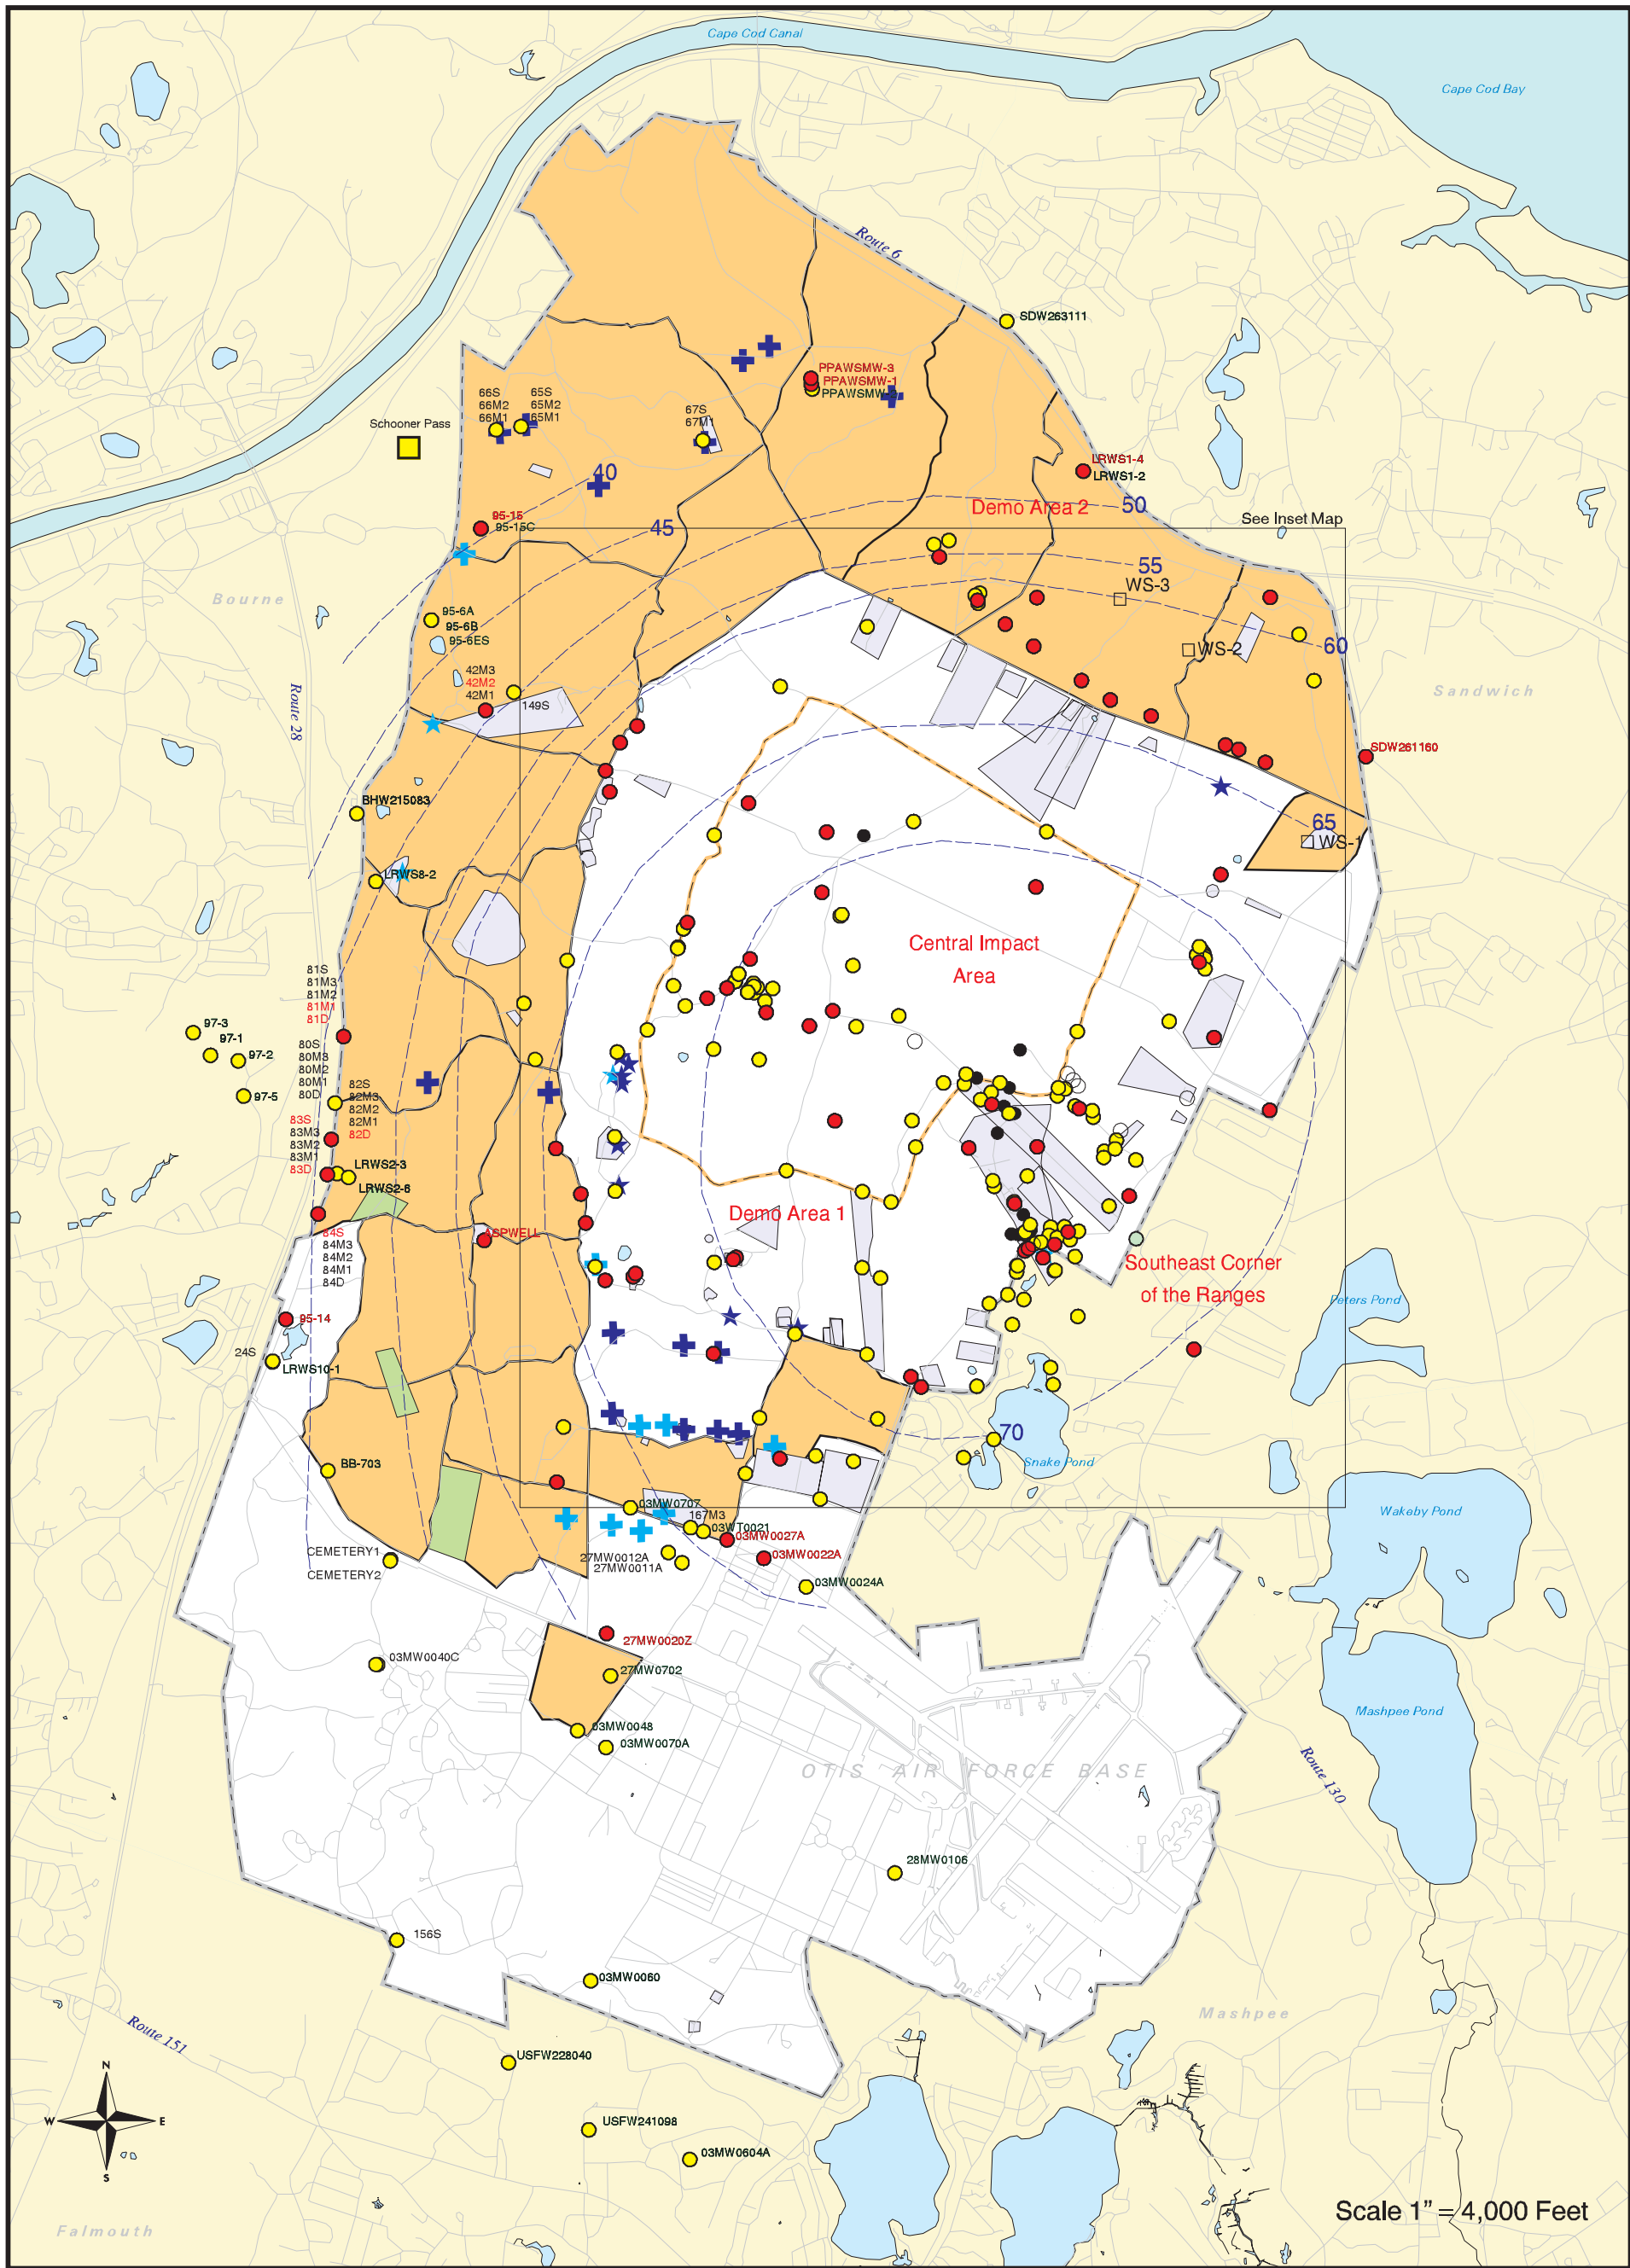 Cape Cod Canal
Cape Cod Bay
Route 6
SDW263111
PPAWSMW-3
PPAWSMW-1
66S
66M2
66M1
65S
65M2
65M1
67S
67M1
Schooner Pass
40
LRWS1-4
LRWS1-2
Demo Area 2
50
See Inset Map
95-15
95-15C
45
55
WS-3
Bourne
95-6A
95-6B
95-6ES
60
WS-2
42M3
42M2
42M1
149S
Sandwich
Route 28
SDW261160
BHW215083
65
WS-1
LRWS8-2
Central Impact
Area
81S
81M3
81M2
81M1
81D
97-3
97-1
97-2
97-5
80S
80M3
80M2
80M1
80D
82S
82M3
82M2
82M1
82D
83S
83M3
83M2
83M1
83D
LRWS2-3
LRWS2-6
Demo Area 1
84S
84M3
84M2
84M1
84D
ASPWELL
Southeast Corner
of the Ranges
Peters Pond
95-14
24S
LRWS10-1
70
Snake Pond
BB-703
Wakeby Pond
03MW0707
167M3
03WT0021
03MW0027A
03MW0022A
27MW0012A
27MW0011A
03MW0024A
CEMETERY1
CEMETERY2
27MW0020Z
03MW0040C
27MW0702
Mashpee Pond
03MW0048
03MW0070A
OTIS AIR FORCE BASE
Route 130
28MW0106
156S
03MW0060
Mashpee
Route 151
USFW228040
N
W E
S
USFW241098
03MW0604A
Scale 1" = 4,000 Feet
Falmouth